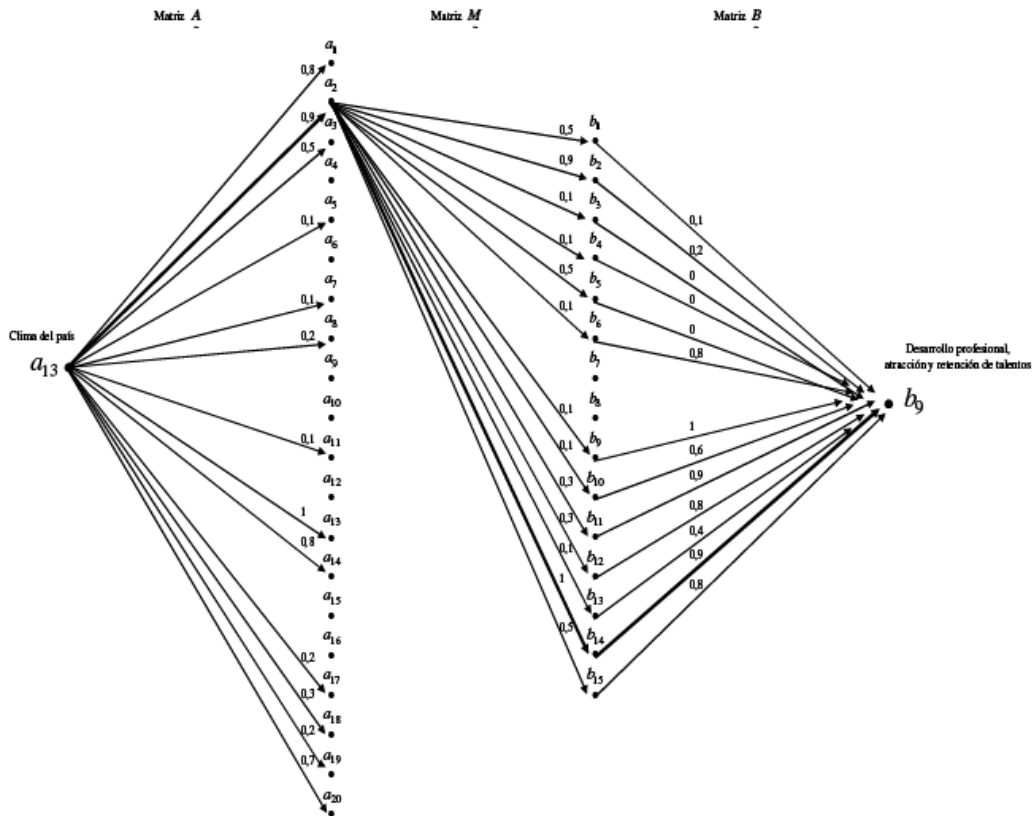 Matriz A
Matriz M
Matriz B
a1
0,8
a2
0,9
a3
0,5
a4
a5
0,1
a6
a7
0,1
a8
0,2
a9
a10
a11
0,1
a12
a13
1
a14
0,8
a15
a16
a17
0,2
a18
0,3
a19
0,2
a20
0,7
Clima del país
a13
b1
0,5
b2
0,9
b3
0,1
b4
0,1
b5
0,5
b6
0,1
b7
b8
b9
0,1
b10
0,1
b11
0,3
b12
0,3
b13
0,1
b14
1
b15
0,5
0,1
0,2
0
0
0
0,8
1
0,6
0,9
0,8
0,4
0,9
0,8
Desarrollo profesional,
atracción y retención de talentos
b9